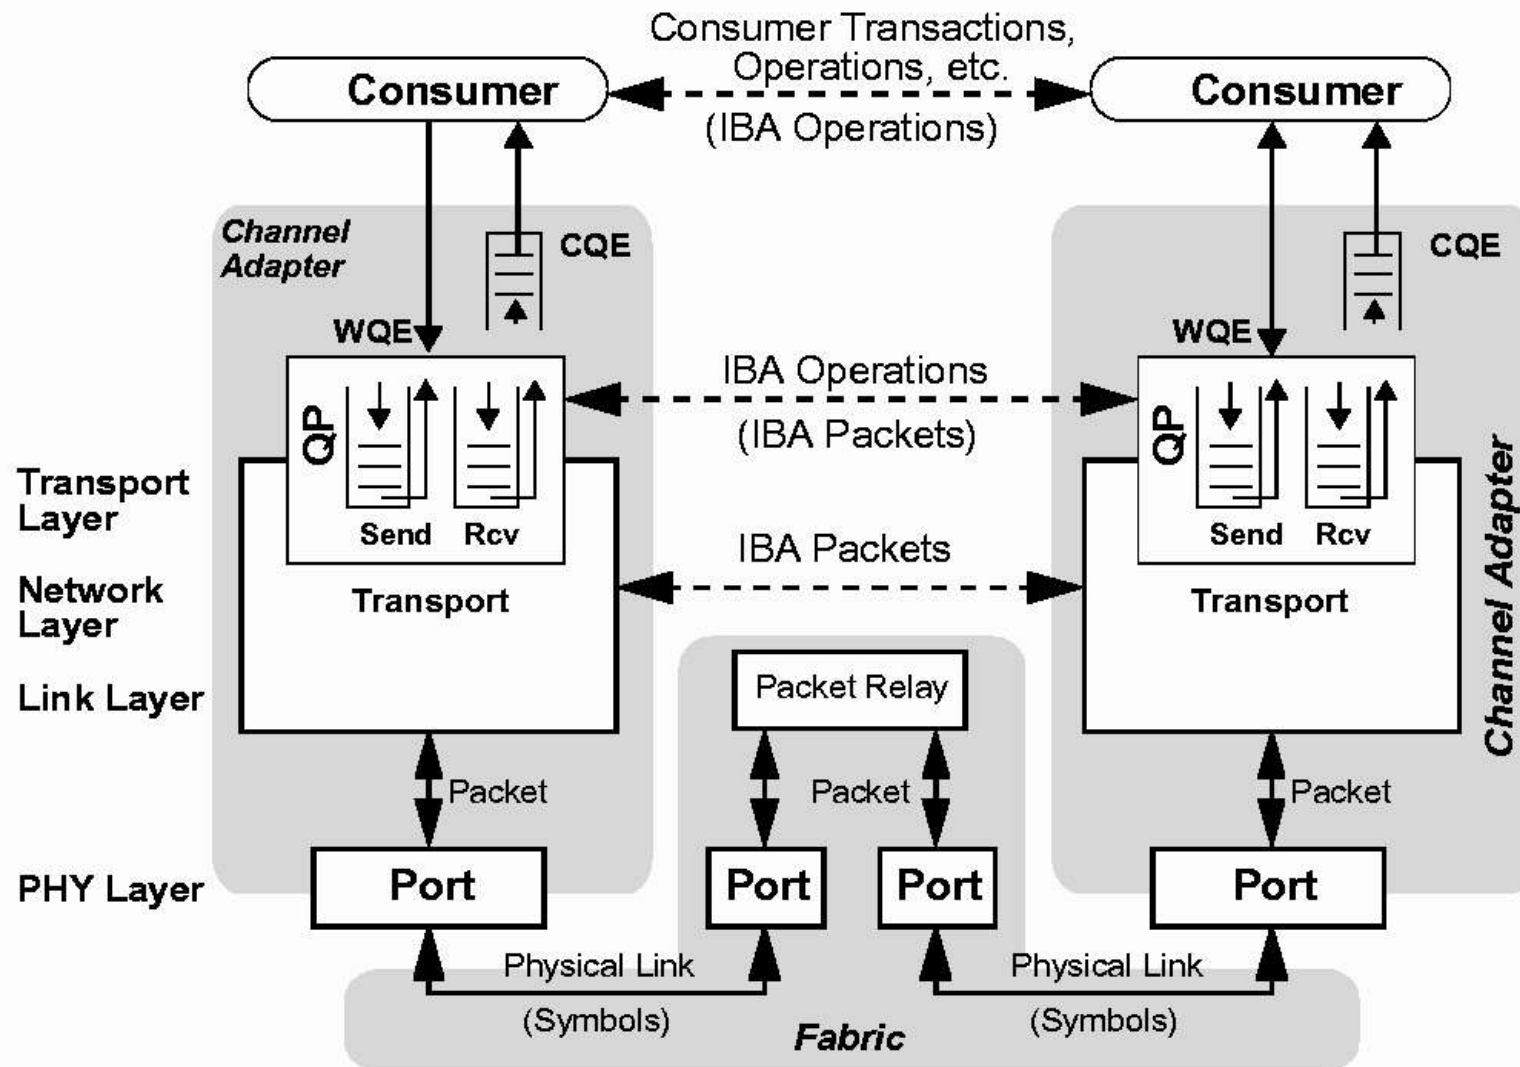 Consumer Transactions,
Operations, etc.
(IBA Operations)
Consumer
Consumer
Channel
Adapter
CQE
WQE
CQE
WQE
IBA Operations
(IBA Packets)
QP
Send
Rcv
QP
Send
Rcv
Transport
Layer
IBA Packets
Network
Layer
Transport
Transport
Channel Adapter
Link Layer
Packet Relay
Packet
Packet
Packet
PHY Layer
Port
Port
Port
Port
Physical Link
(Symbols)
Physical Link
(Symbols)
Fabric